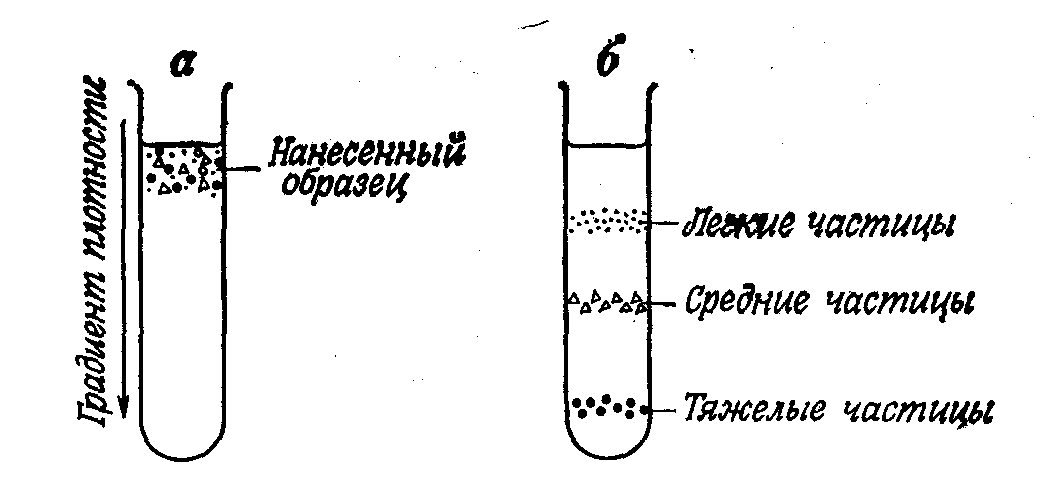 а
б
Градиент плотности
Нанесенный
образец
Легкие частицы
Средние частицы
Тяжелые частицы